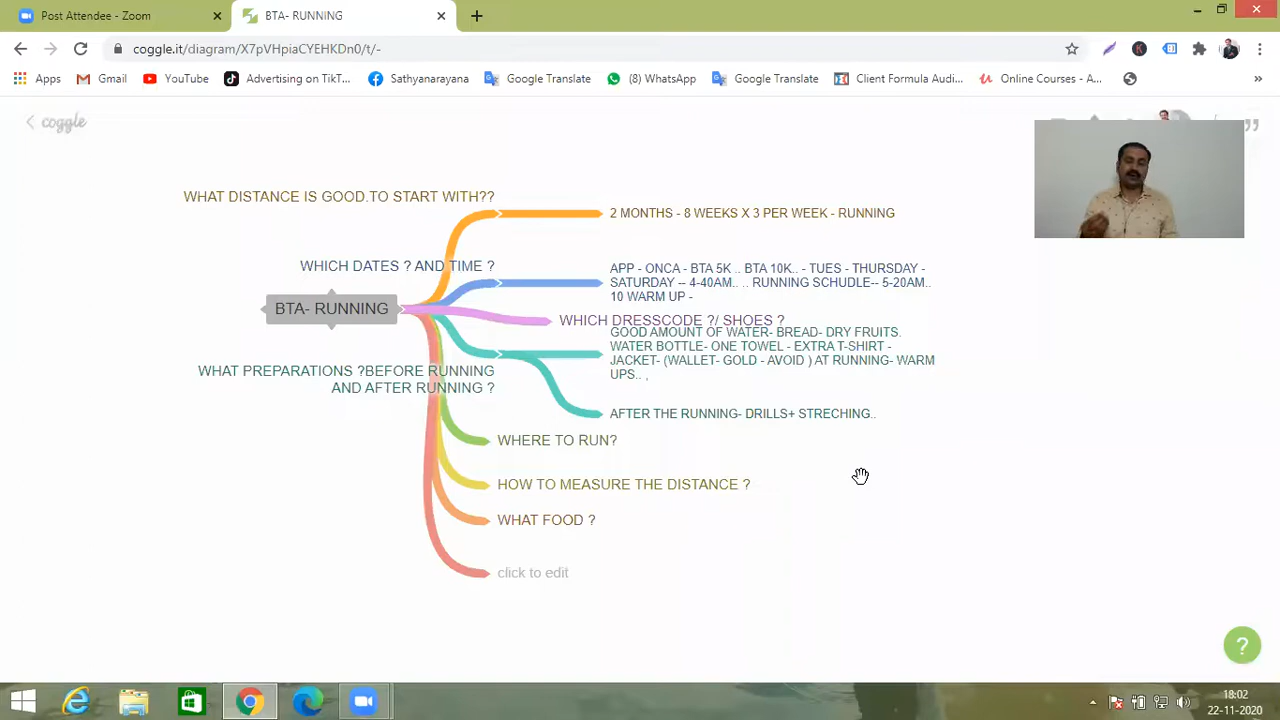 Post Attendee - Zoom
BTA- RUNNING
coggle.it/diagram/X7pVHpiaCYEHKDn0/t/-
Apps
Gmail
YouTube
Advertising on TikT...
Sathyanarayana
Google Translate
(8) WhatsApp
Google Translate
Client Formula Audi...
Online Courses - A...
»
coggle
WHAT DISTANCE IS GOOD.TO START WITH??
2 MONTHS - 8 WEEKS X 3 PER WEEK - RUNNING
WHICH DATES ? AND TIME ?
APP - ONCA - BTA 5K .. BTA 10K.. - TUES - THURSDAY -
SATURDAY -- 4-40AM.. .. RUNNING SCHUDLE-- 5-20AM..
10 WARM UP -
BTA- RUNNING
WHICH DRESSCODE ?/ SHOES ?
GOOD AMOUNT OF WATER- BREAD- DRY FRUITS.
WATER BOTTLE- ONE TOWEL - EXTRA T-SHIRT -
JACKET- (WALLET- GOLD - AVOID ) AT RUNNING- WARM
UPS.. ,
WHAT PREPARATIONS ?BEFORE RUNNING
AND AFTER RUNNING ?
AFTER THE RUNNING- DRILLS+ STRECHING..
WHERE TO RUN?
HOW TO MEASURE THE DISTANCE ?
WHAT FOOD ?
click to edit
?
18:02
22-11-2020